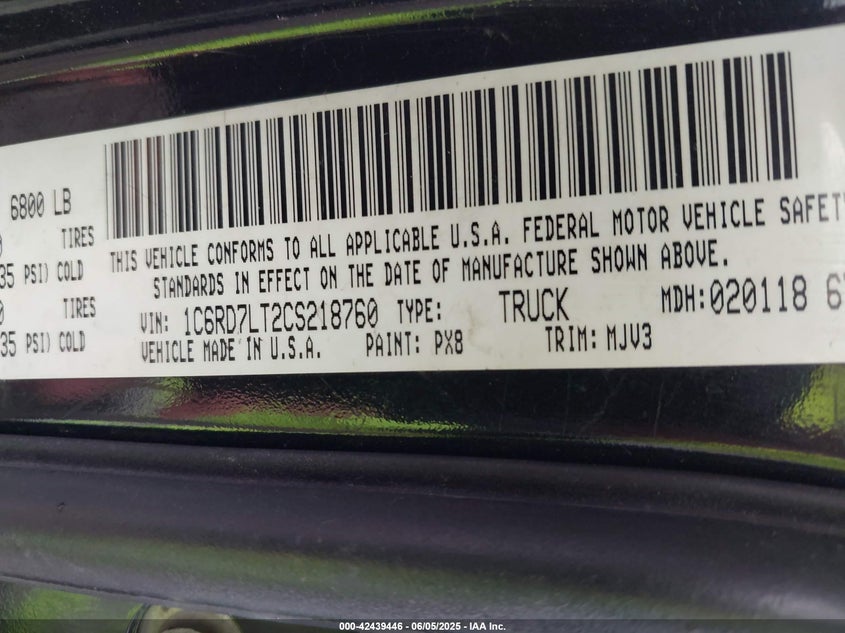 6800 LB
TIRES
35 PSI) COLD
TIRES
35 PSI) COLD
THIS VEHICLE CONFORMS TO ALL APPLICABLE U.S.A. FEDERAL MOTOR VEHICLE SAFETY
STANDARDS IN EFFECT ON THE DATE OF MANUFACTURE SHOWN ABOVE.
VIN: 1C6RD7LT2CS218760 TYPE: TRUCK MDH:020118 6
VEHICLE MADE IN U.S.A. PAINT: PX8 TRIM: MJV3
000-42439446 - 06/05/2025 - IAA Inc.